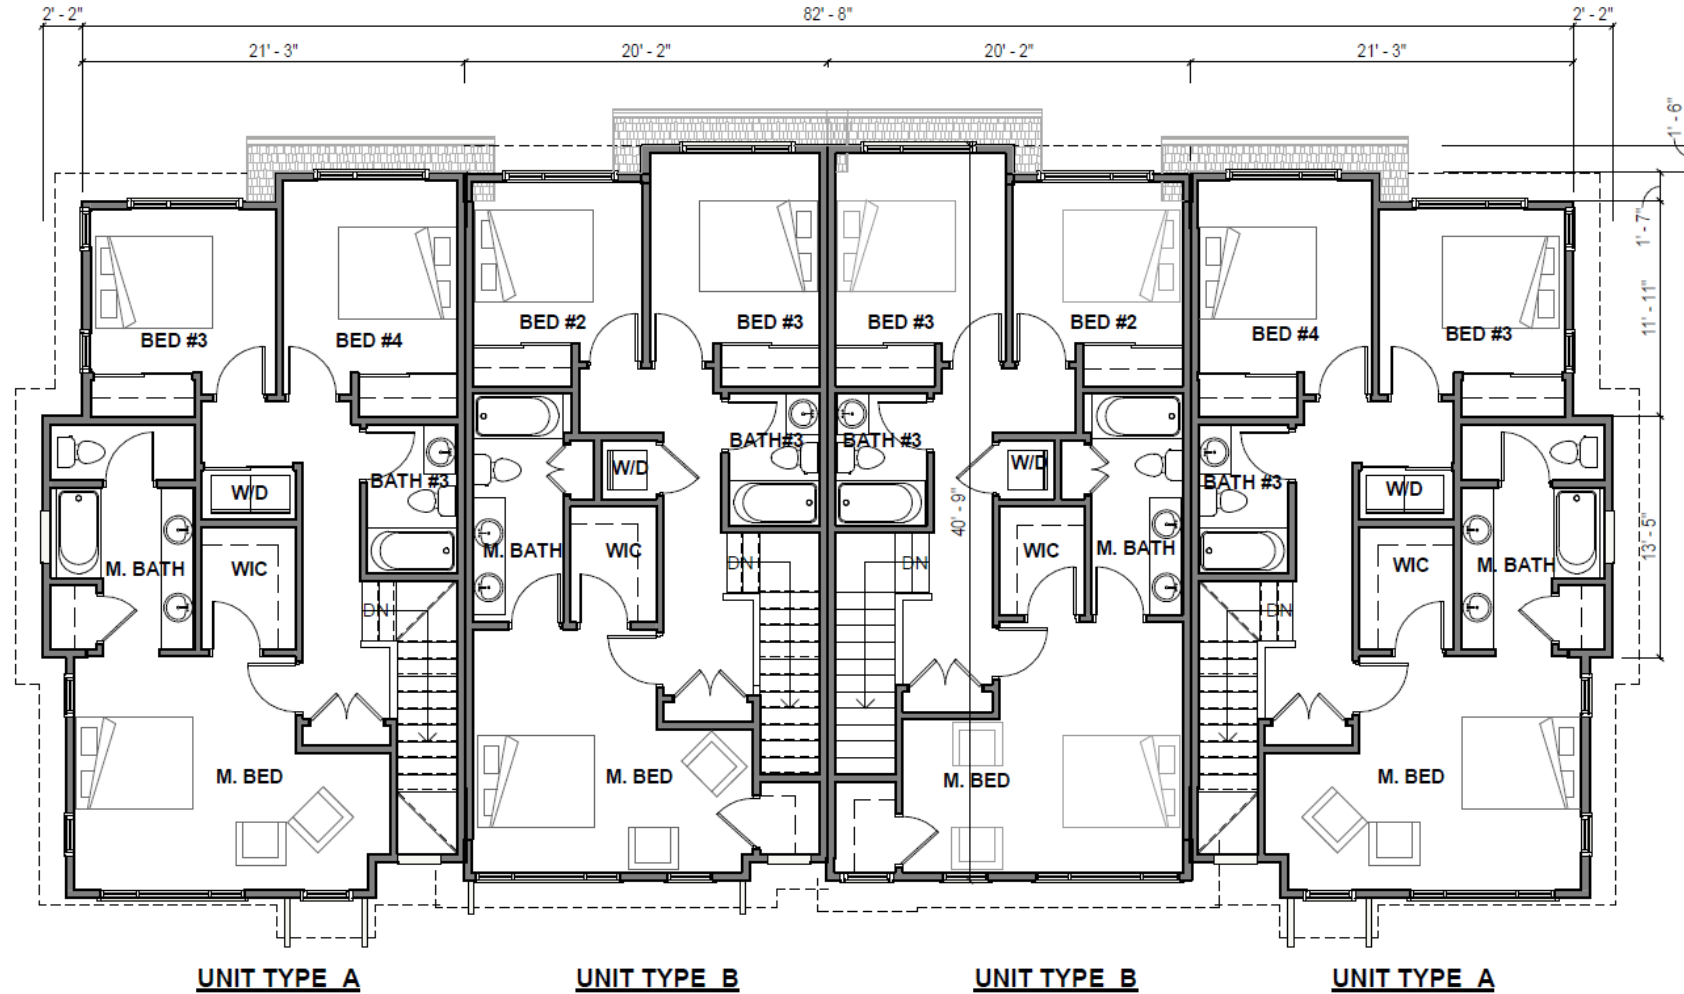 2' - 2" 82' - 8" 2' - 2"
21' - 3" 20' - 2" 20' - 2" 21' - 3"
1' - 6"
1' - 7"
11' - 11"
BED #2 BED #3 BED #3 BED #2
BED #3 BED #4 BED #4 BED #3
BATH#3 BATH #3
W/D W/D
BATH #3 BATH #3
W/D W/D
40' - 9"
13' - 5"
M. BATH WIC WIC M. BATH
M. BATH WIC DN DN WIC M. BATH
DN DN
M. BED M. BED M. BED M. BED
UNIT TYPE A UNIT TYPE B UNIT TYPE B UNIT TYPE A